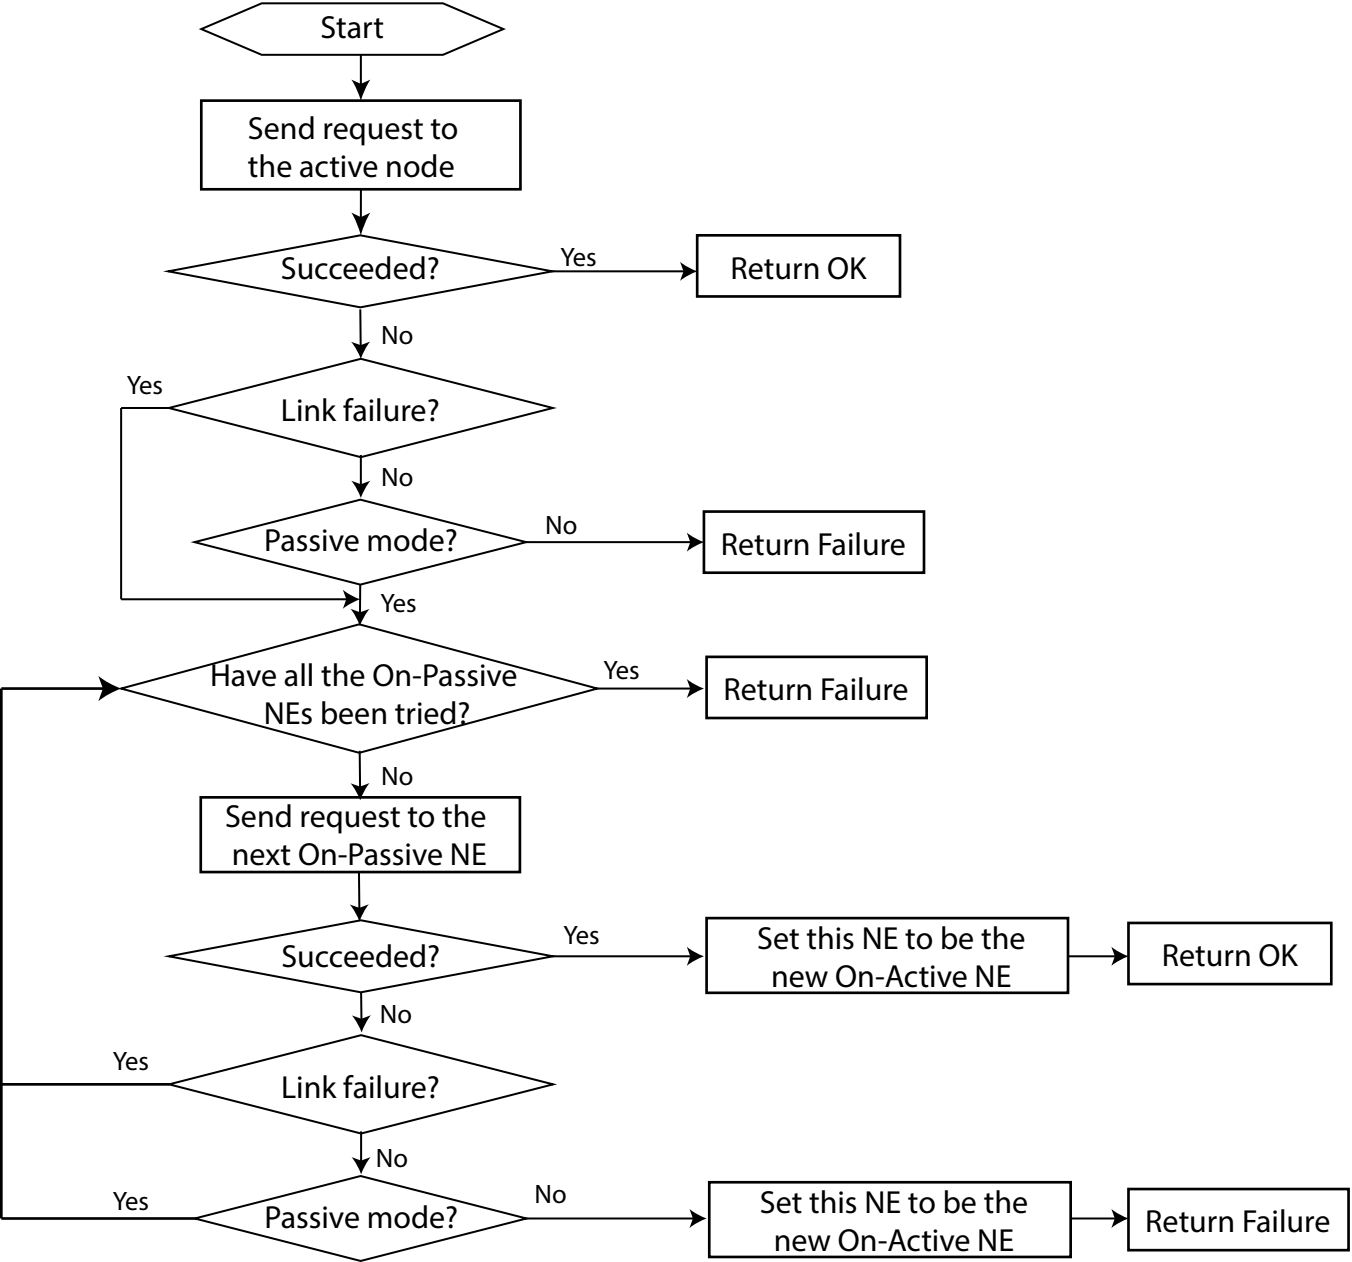 Start
Send request to
the active node
Succeeded?
Yes
Return OK
No
Yes
Link failure?
No
Passive mode?
No
Return Failure
Yes
Have all the On-Passive
NEs been tried?
Yes
Return Failure
No
Send request to the
next On-Passive NE
Succeeded?
Yes
Set this NE to be the
new On-Active NE
Return OK
No
Yes
Link failure?
No
Yes
Passive mode?
No
Set this NE to be the
new On-Active NE
Return Failure